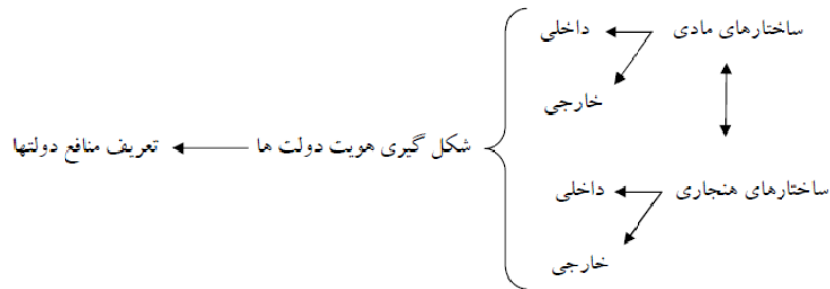 ساختارهای مادی
داخلی
خارجی
شکل گیری هویت دولت ها
تعریف منافع دولتها
ساختارهای هنجاری
داخلی
خارجی